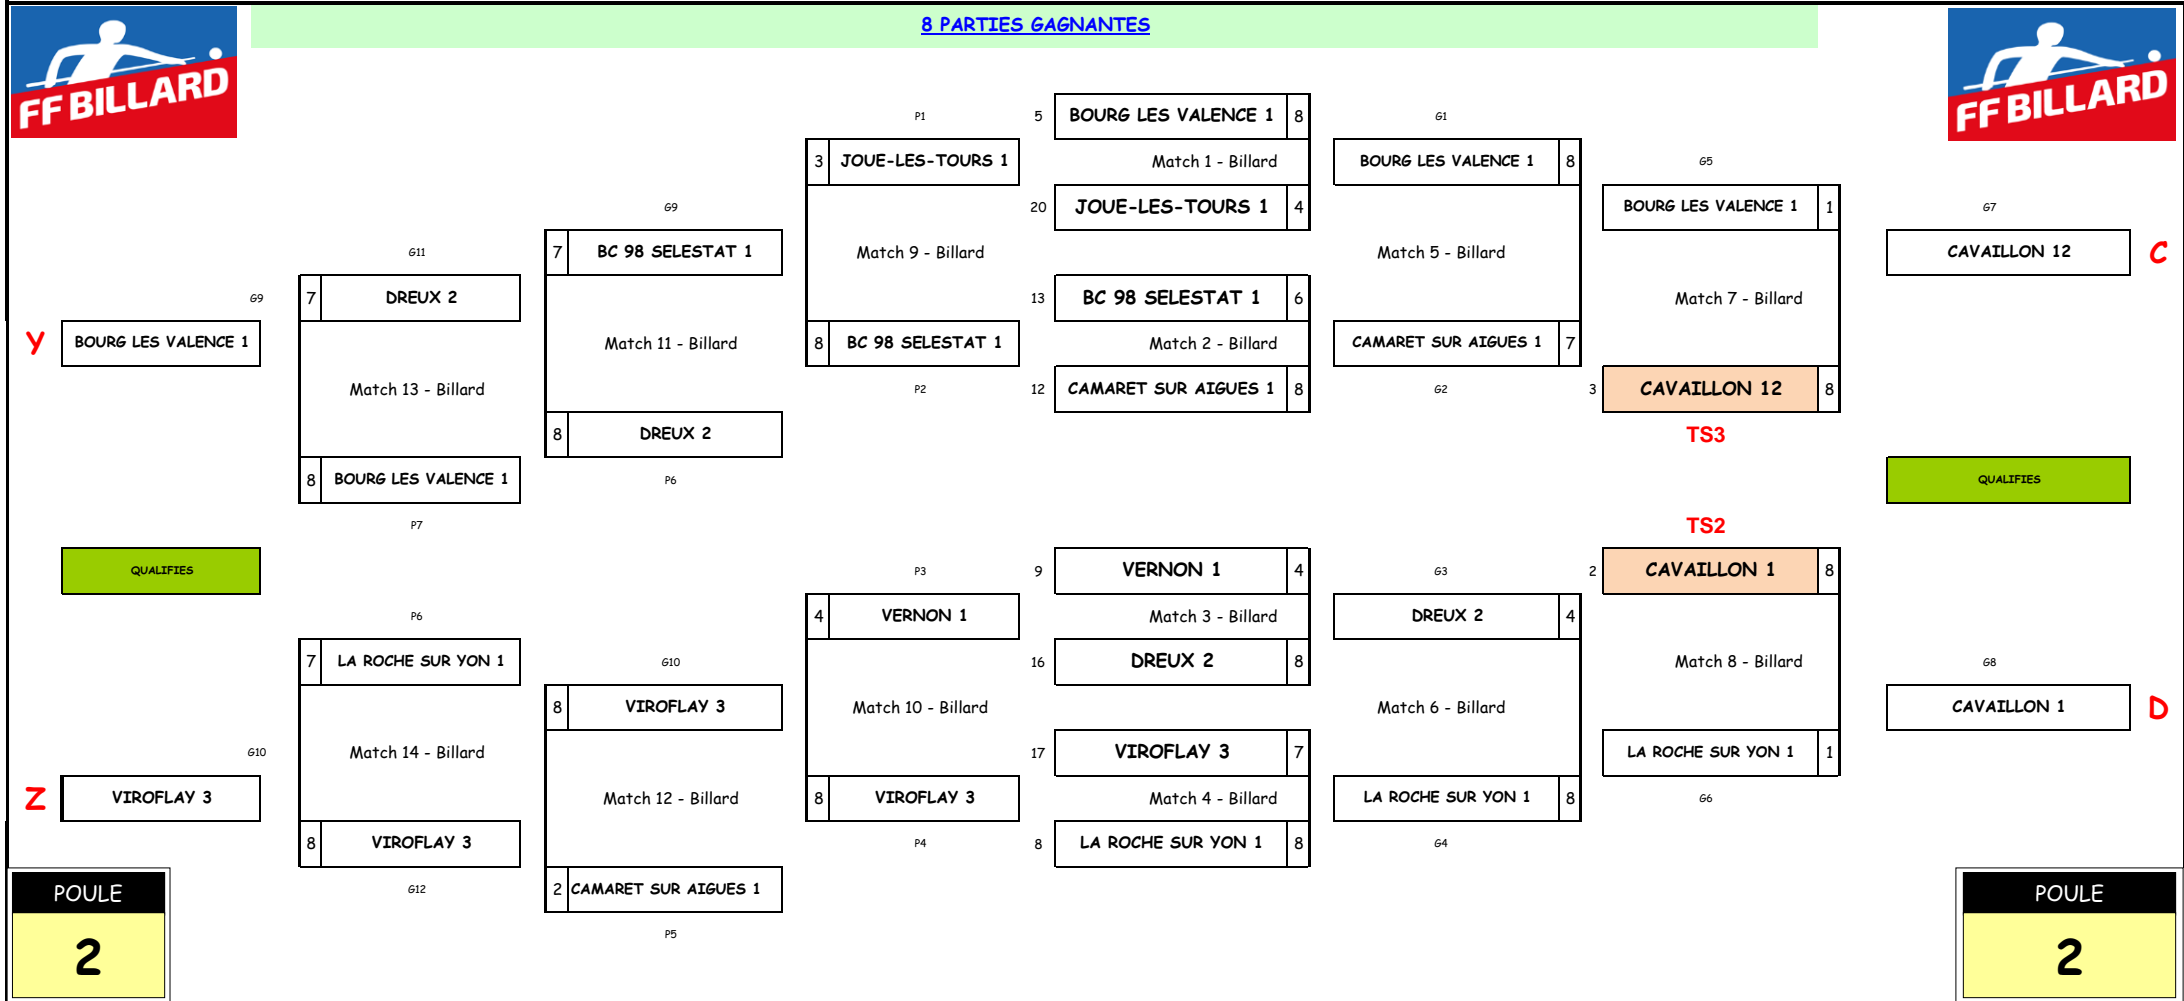 8 PARTIES GAGNANTES
FF BILLARD
FF BILLARD
P1
5 BOURG LES VALENCE 1 8
G1
3 JOUE-LES-TOURS 1
Match 1 - Billard
BOURG LES VALENCE 1 8
G5
G9
20 JOUE-LES-TOURS 1 4
BOURG LES VALENCE 1 1
G7
G11
7 BC 98 SELESTAT 1
Match 9 - Billard
Match 5 - Billard
CAVAILLON 12 C
G9
7 DREUX 2
13 BC 98 SELESTAT 1 6
Match 7 - Billard
Y BOURG LES VALENCE 1
Match 11 - Billard
8 BC 98 SELESTAT 1
Match 2 - Billard
CAMARET SUR AIGUES 1 7
Match 13 - Billard
P2
12 CAMARET SUR AIGUES 1 8
G2
3 CAVAILLON 12 8
8 DREUX 2
TS3
8 BOURG LES VALENCE 1
P6
QUALIFIES
P7
TS2
QUALIFIES
P3
9 VERNON 1 4
G3
2 CAVAILLON 1 8
P6
4 VERNON 1
Match 3 - Billard
DREUX 2 4
7 LA ROCHE SUR YON 1
G10
16 DREUX 2 8
Match 8 - Billard
G8
8 VIROFLAY 3
Match 10 - Billard
Match 6 - Billard
CAVAILLON 1 D
G10
Match 14 - Billard
17 VIROFLAY 3 7
LA ROCHE SUR YON 1 1
Z VIROFLAY 3
Match 12 - Billard
8 VIROFLAY 3
Match 4 - Billard
LA ROCHE SUR YON 1 8
G6
8 VIROFLAY 3
P4
8 LA ROCHE SUR YON 1 8
G4
POULE
G12
2 CAMARET SUR AIGUES 1
POULE
P5
2
2